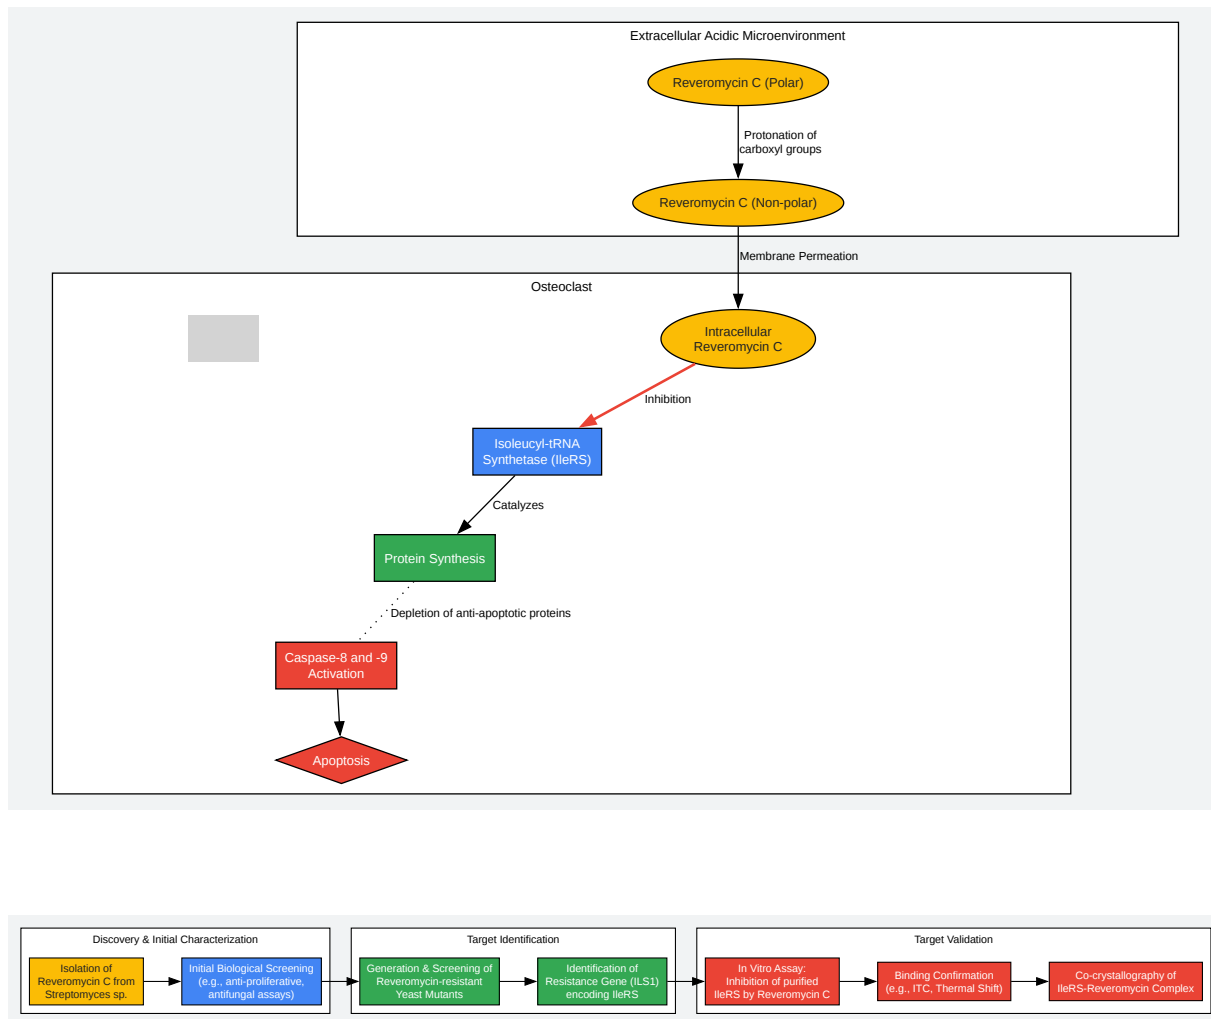 Extracellular Acidic Microenvironment
Reveromycin C (Polar)
Protonation of
carboxyl groups
Reveromycin C (Non-polar)
Membrane Permeation
Osteoclast
Intracellular
Reveromycin C
Inhibition
Isoleucyl-tRNA
Synthetase (IleRS)
Catalyzes
Protein Synthesis
Depletion of anti-apoptotic proteins
Caspase-8 and -9
Activation
Apoptosis
Discovery & Initial Characterization
Isolation of
Reveromycin C from
Streptomyces sp.
Initial Biological Screening
(e.g., anti-proliferative,
antifungal assays)
Target Identification
Generation & Screening of
Reveromycin-resistant
Yeast Mutants
Identification of
Resistance Gene (ILS1)
encoding IleRS
Target Validation
In Vitro Assay:
Inhibition of purified
IleRS by Reveromycin C
Binding Confirmation
(e.g., ITC, Thermal Shift)
Co-crystallography of
IleRS-Reveromycin Complex